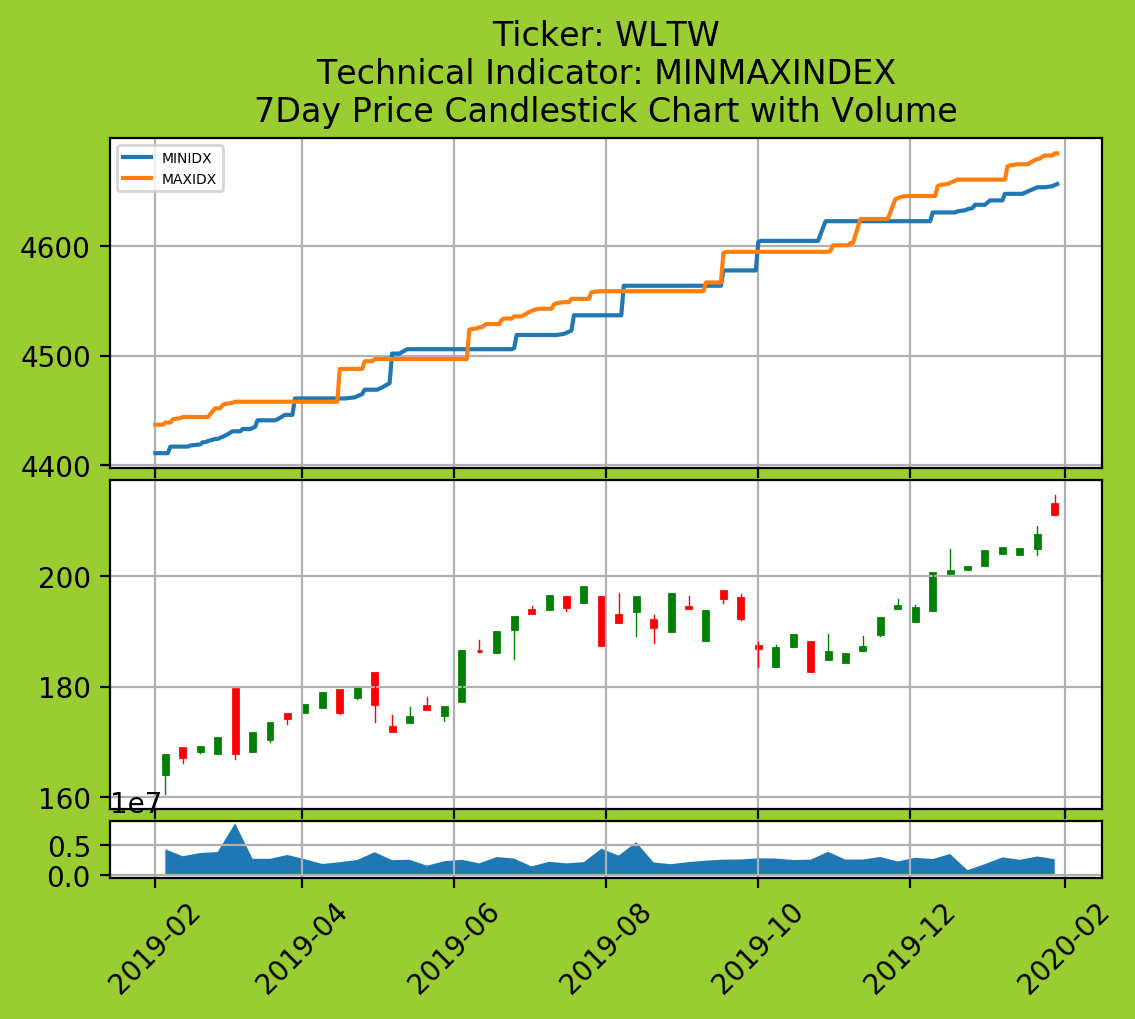 Ticker: WLTW
Technical Indicator: MINMAXINDEX
7Day Price Candlestick Chart with Volume
MINIDX
MAXIDX
4600
4500
4400
200
180
160
1e7
0.5
0.0
2019-02
2019-04
2019-06
2019-08
2019-10
2019-12
2020-02